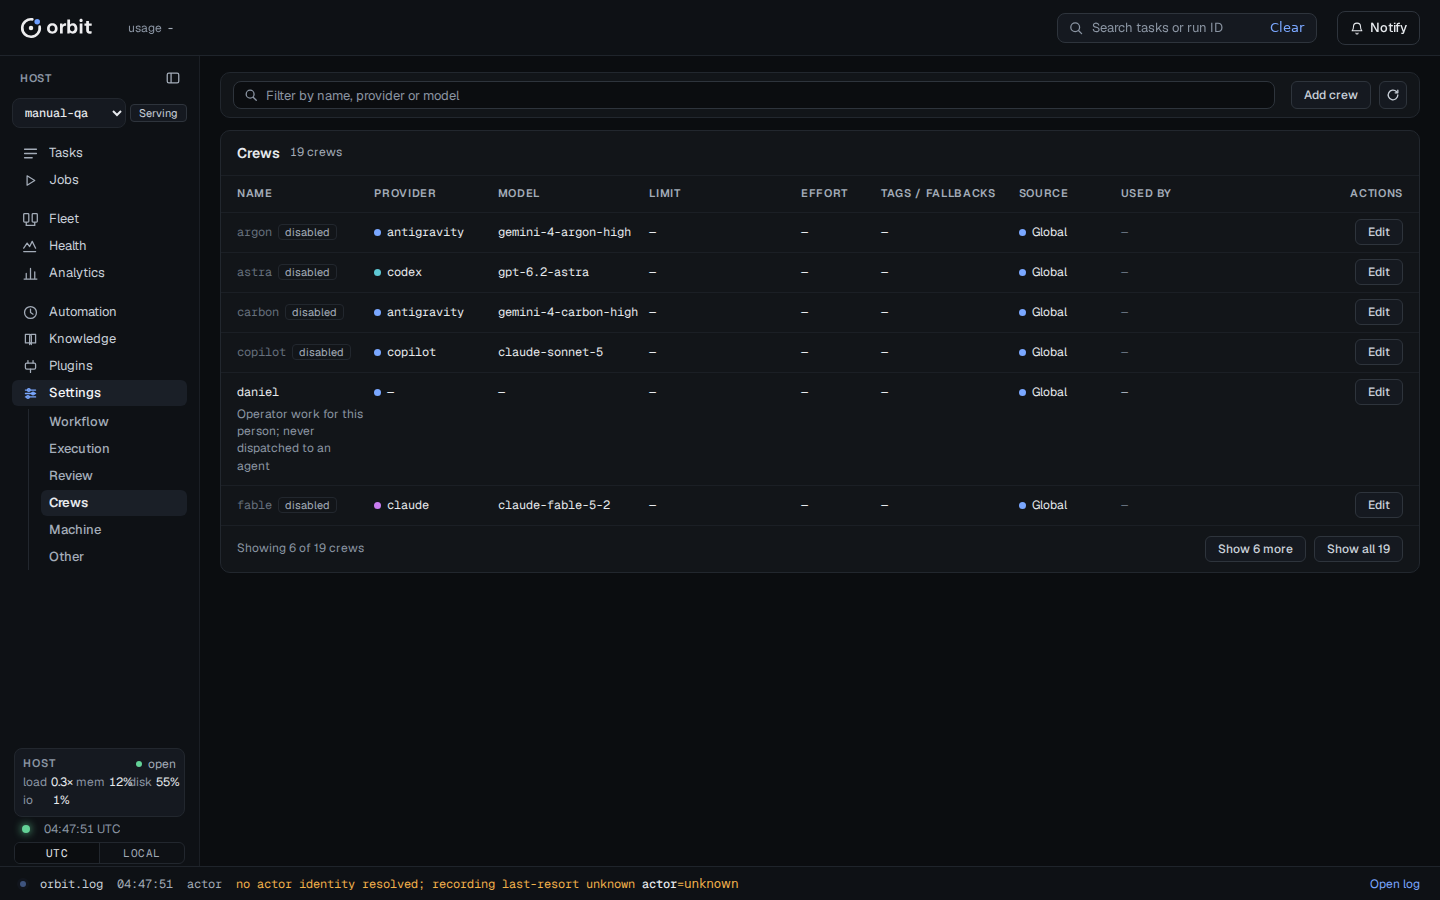 orbit
usage -
Search tasks or run ID Clear
Notify
HOST
manual-qa Serving
Tasks
Jobs
Fleet
Health
Analytics
Automation
Knowledge
Plugins
Settings
Workflow
Execution
Review
Crews
Machine
Other
HOST open
load 0.3× mem 12% disk 55%
io 1%
04:47:51 UTC
UTC LOCAL
Filter by name, provider or model
Add crew
Crews 19 crews
NAME PROVIDER MODEL LIMIT EFFORT TAGS / FALLBACKS SOURCE USED BY ACTIONS
argon disabled antigravity gemini-4-argon-high — — — Global — Edit
astra disabled codex gpt-6.2-astra — — — Global — Edit
carbon disabled antigravity gemini-4-carbon-high — — — Global — Edit
copilot disabled copilot claude-sonnet-5 — — — Global — Edit
daniel — — — — — Global — Edit
Operator work for this
person; never
dispatched to an
agent
fable disabled claude claude-fable-5-2 — — — Global — Edit
Showing 6 of 19 crews Show 6 more Show all 19
orbit.log 04:47:51 actor no actor identity resolved; recording last-resort unknown actor=unknown Open log